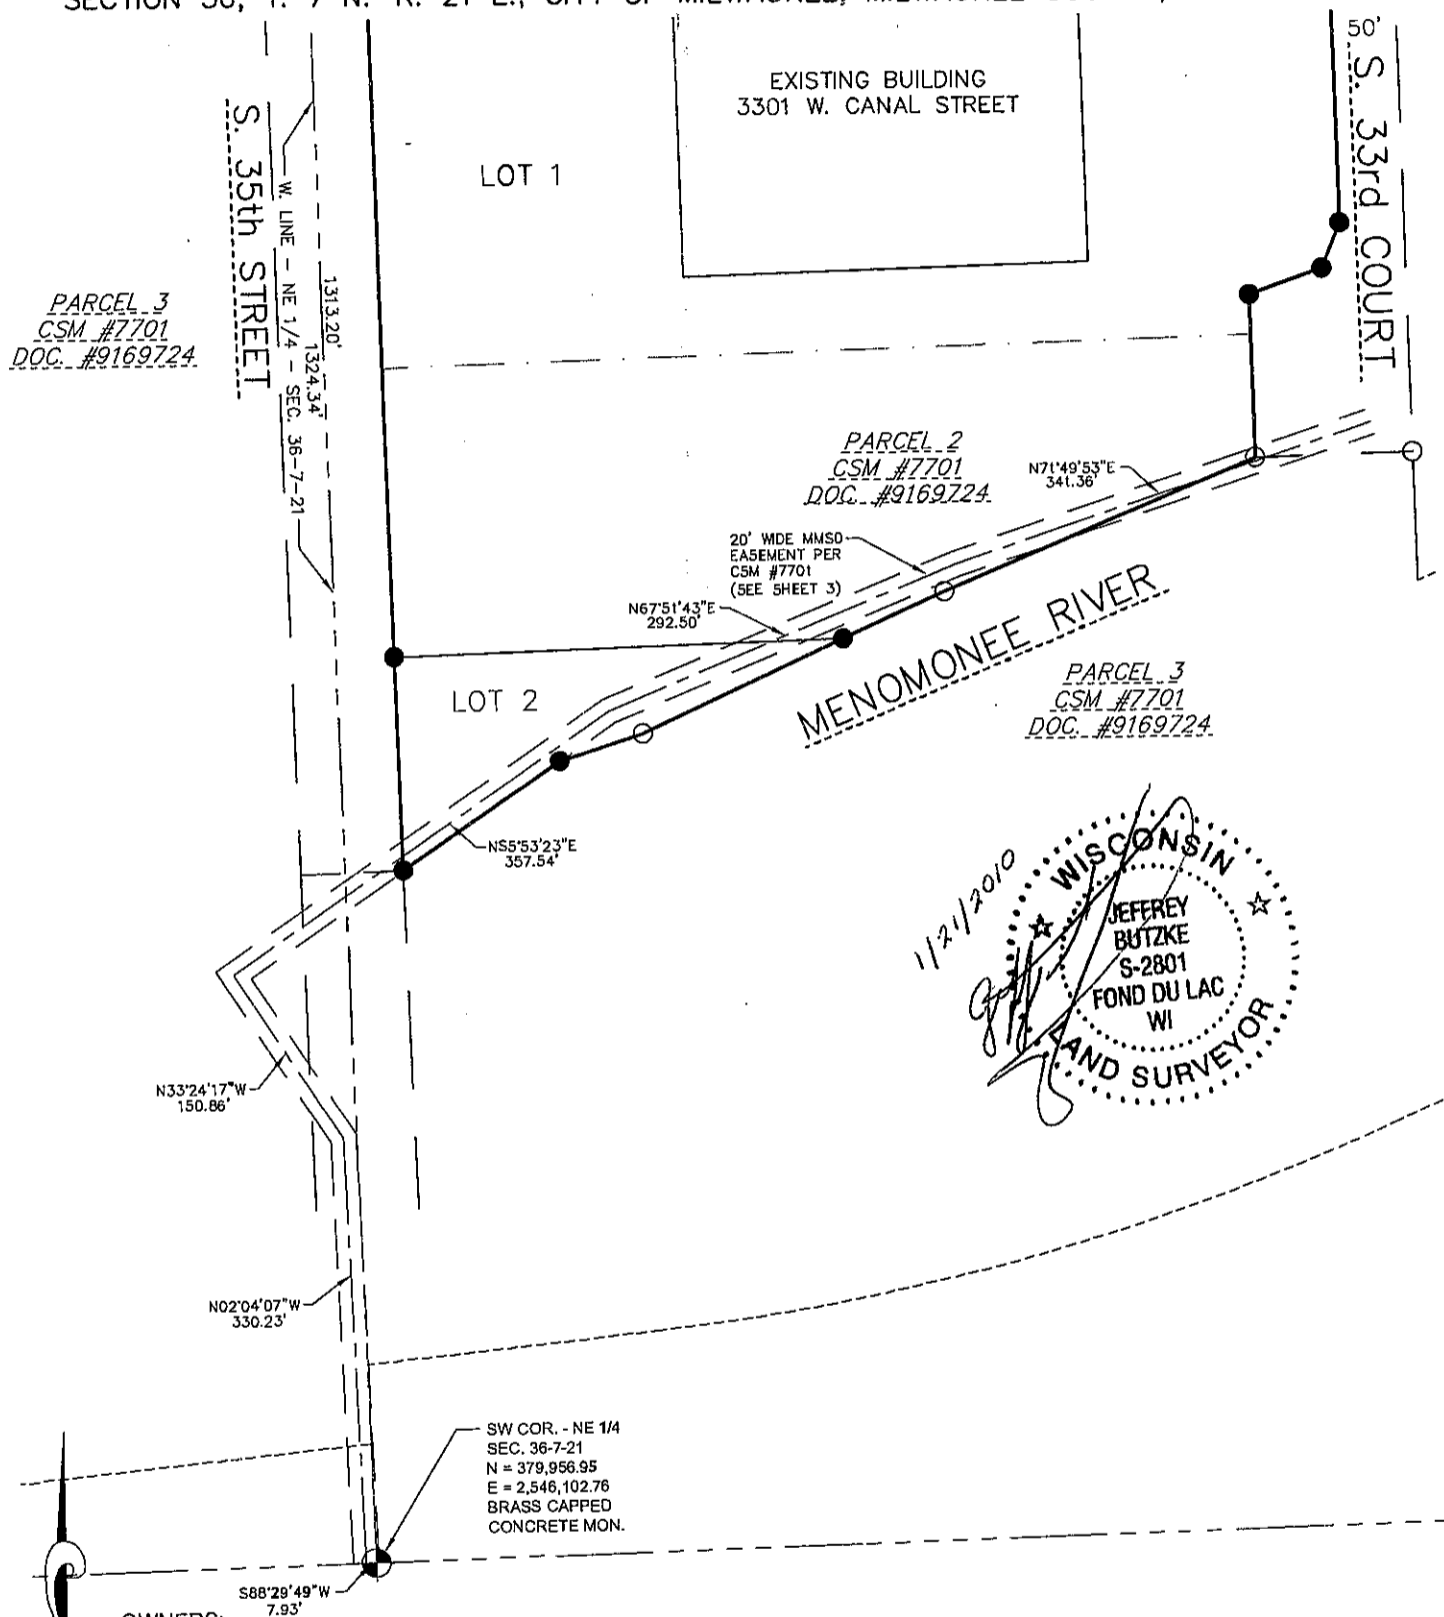 EXISTING BUILDING
3301 W. CANAL STREET
50'
S. 33rd COURT
LOT 1
S. 35th STREET
W. LINE - NE 1/4 - SEC. 36-7-21
1313.20'
1324.34'
PARCEL 3
CSM #7701
DOC. #9169724
PARCEL 2
CSM #7701
DOC. #9169724
N71°49'53"E
341.36'
20' WIDE MMSD
EASEMENT PER
CSM #7701
(SEE SHEET 3)
N67°51'43"E
292.50'
MENOMONEE RIVER
PARCEL 3
CSM #7701
DOC. #9169724
LOT 2
N55°53'23"E
357.54'
1/21/2010
WISCONSIN
JEFFREY
BUTZKE
S-2801
FOND DU LAC
WI
LAND SURVEYOR
N33°24'17"W
150.86'
N02°04'07"W
330.23'
SW COR. - NE 1/4
SEC. 36-7-21
N = 379,956.95
E = 2,546,102.76
BRASS CAPPED
CONCRETE MON.
S88°29'49"W
7.93'